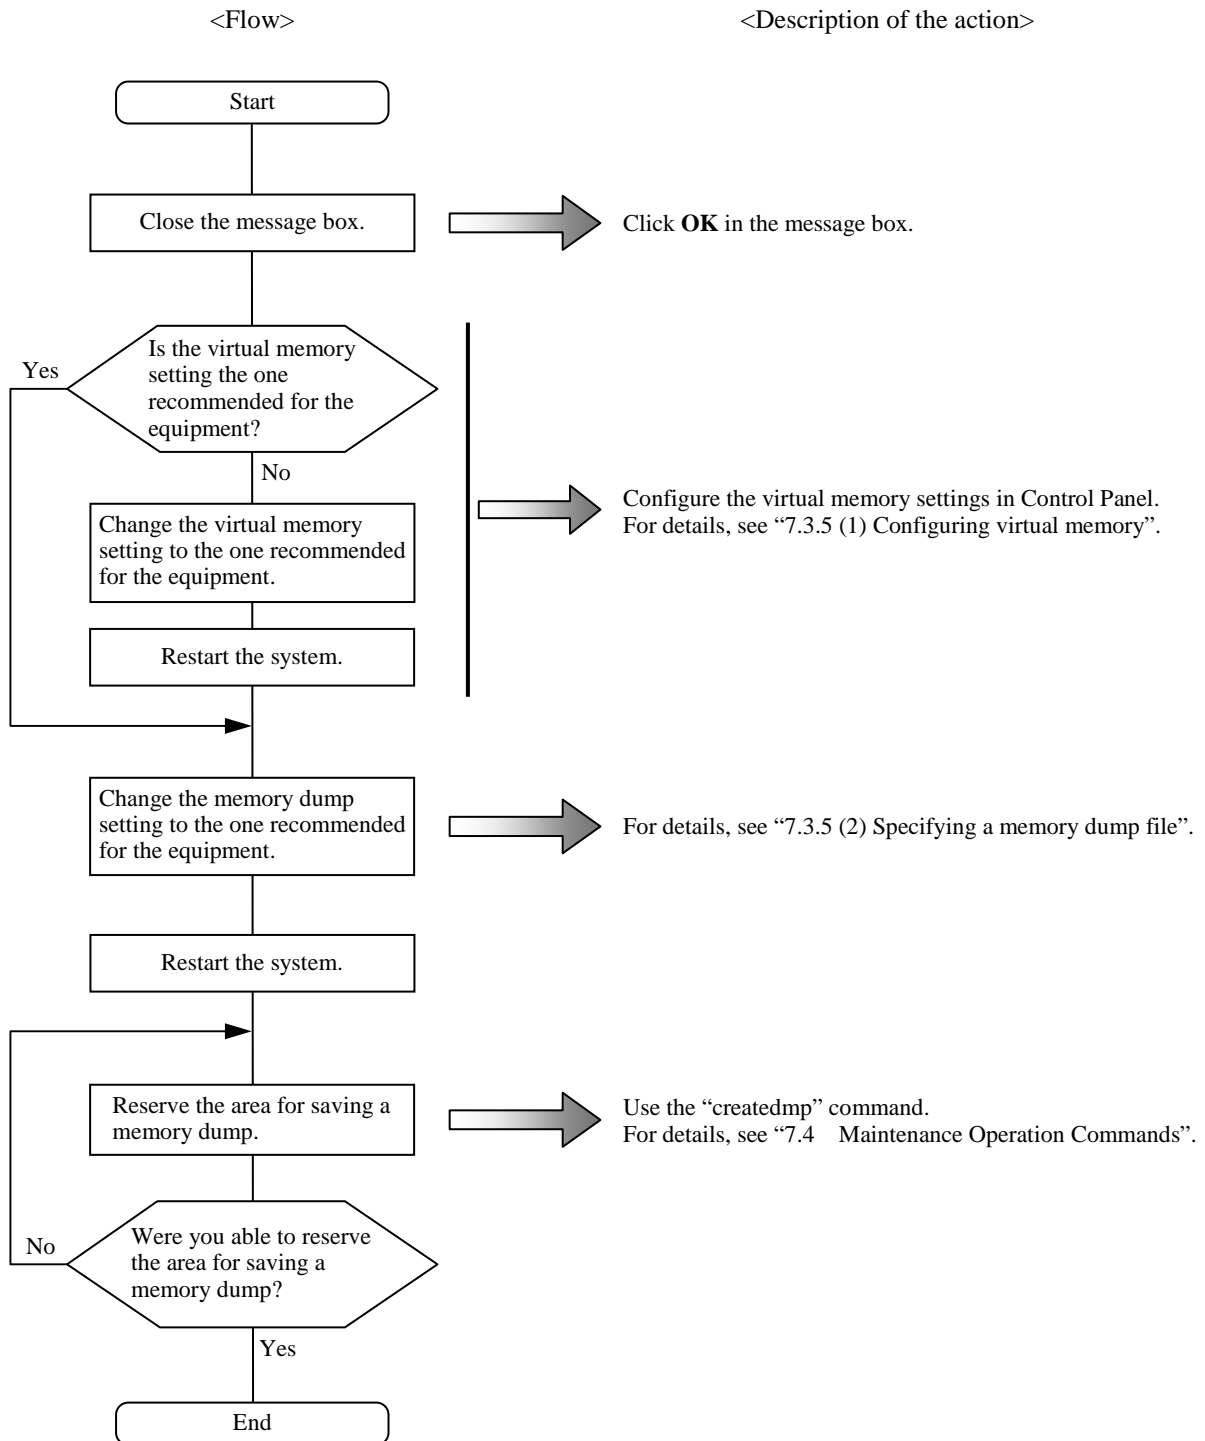 <Flow>
<Description of the action>
Start
Close the message box.
Click OK in the message box.
Is the virtual memory
setting the one
recommended for the
equipment?
Yes
No
Change the virtual memory
setting to the one recommended
for the equipment.
Configure the virtual memory settings in Control Panel.
For details, see “7.3.5 (1) Configuring virtual memory”.
Restart the system.
Change the memory dump
setting to the one recommended
for the equipment.
For details, see “7.3.5 (2) Specifying a memory dump file”.
Restart the system.
Reserve the area for saving a
memory dump.
Use the “createdmp” command.
For details, see “7.4    Maintenance Operation Commands”.
Were you able to reserve
the area for saving a
memory dump?
No
Yes
End